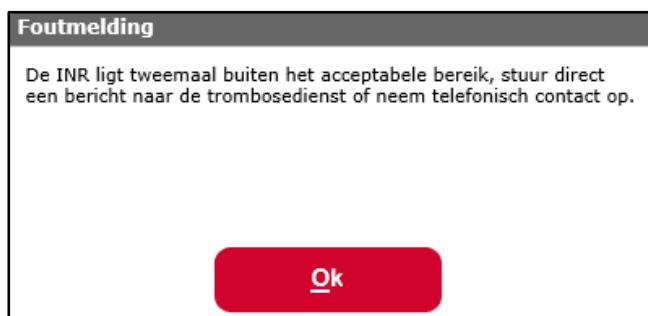 Foutmelding
De INR ligt tweemaal buiten het acceptabele bereik, stuur direct
een bericht naar de trombosedienst of neem telefonisch contact op.
Ok